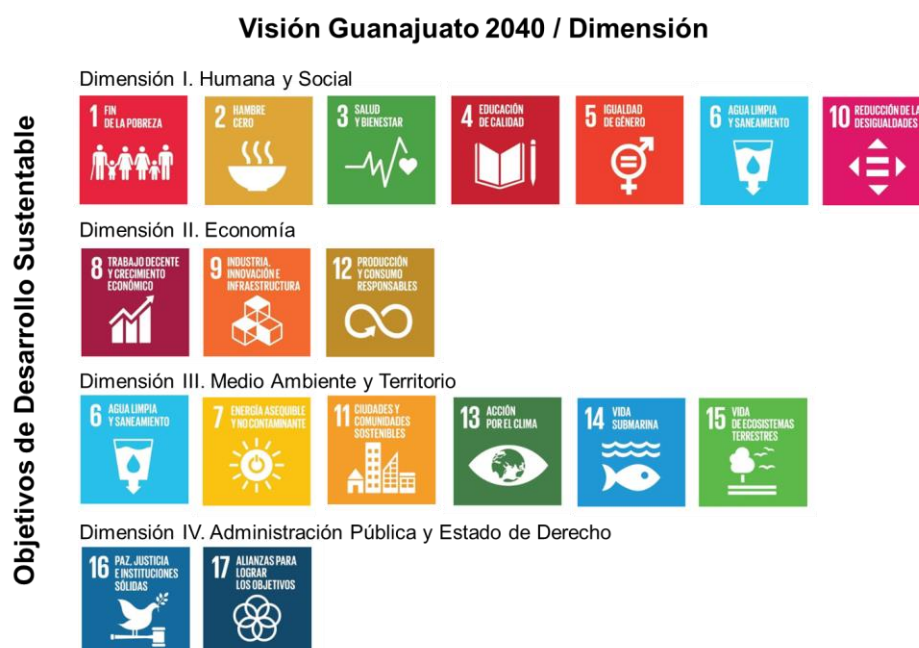 Visión Guanajuato 2040 / Dimensión
Objetivos de Desarrollo Sustentable
Dimensión I. Humana y Social
1 FIN
DE LA POBREZA
2 HAMBRE
CERO
3 SALUD
Y BIENESTAR
4 EDUCACIÓN
DE CALIDAD
5 IGUALDAD
DE GÉNERO
6 AGUA LIMPIA
Y SANEAMIENTO
10 REDUCCIÓN DE LA
DESIGUALDADES
Dimensión II. Economía
8 TRABAJO DECENTE
Y CRECIMIENTO
ECONÓMICO
9 INDUSTRIA,
INNOVACIÓN E
INFRAESTRUCTURA
12 PRODUCCIÓN
Y CONSUMO
RESPONSABLES
Dimensión III. Medio Ambiente y Territorio
6 AGUA LIMPIA
Y SANEAMIENTO
7 ENERGÍA ASEQUIBLE
Y NO CONTAMINANTE
11 CIUDADES Y
COMUNIDADES
SOSTENIBLES
13 ACCIÓN
POR EL CLIMA
14 VIDA
SUBMARINA
15 VIDA
DE ECOSISTEMAS
TERRESTRES
Dimensión IV. Administración Pública y Estado de Derecho
16 PAZ, JUSTICIA
E INSTITUCIONES
SÓLIDAS
17 ALIANZAS PARA
LOGRAR
LOS OBJETIVOS